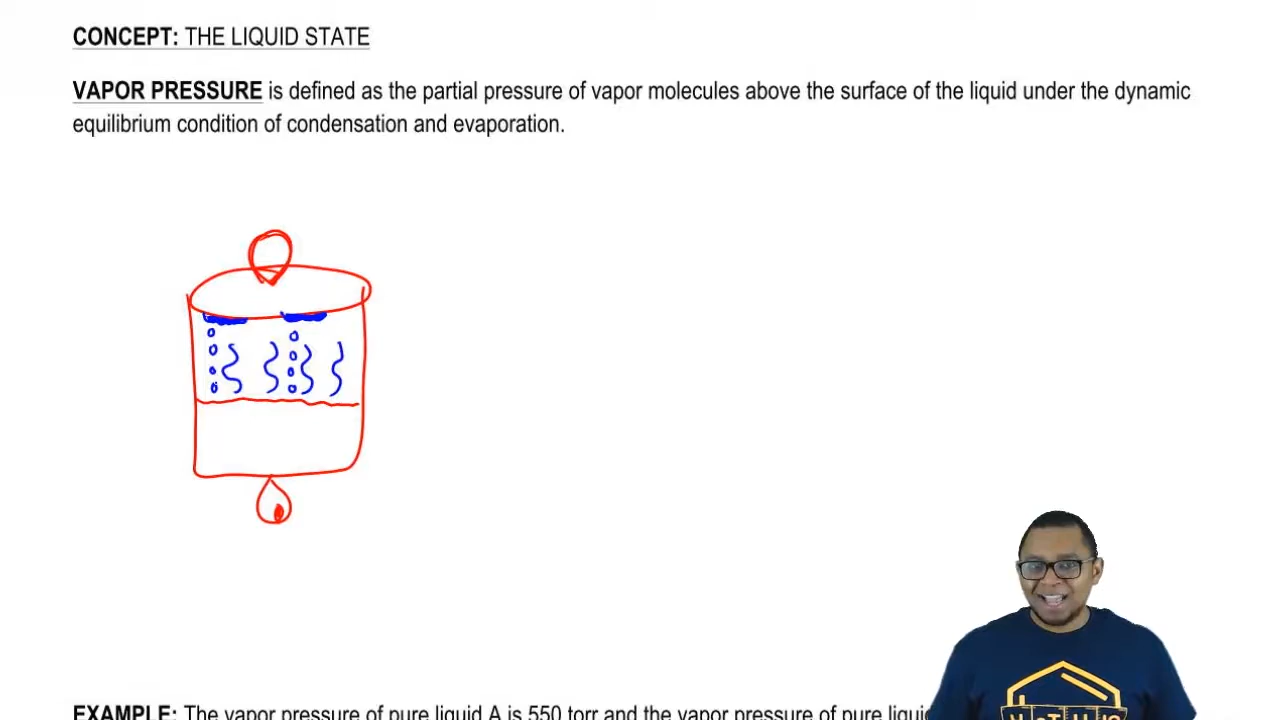 CONCEPT: THE LIQUID STATE
VAPOR PRESSURE is defined as the partial pressure of vapor molecules above the surface of the liquid under the dynamic
equilibrium condition of condensation and evaporation.
EXAMPLE: The vapor pressure of pure liquid A is 550 torr and the vapor pressure of pure